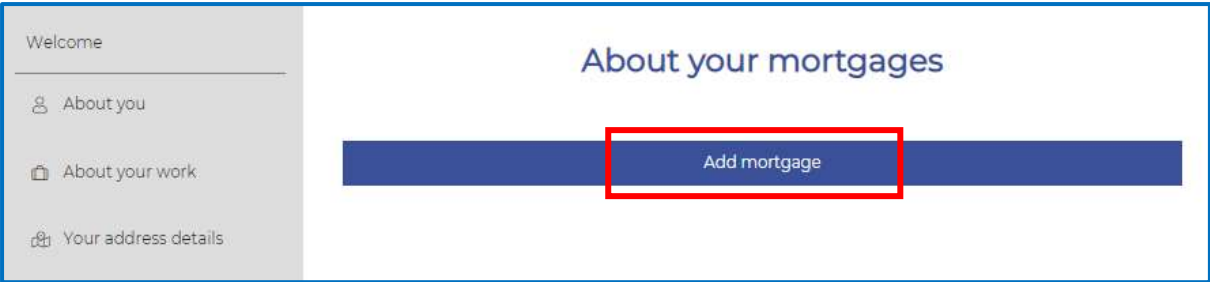 Welcome
About you
About your work
Your address details
About your mortgages
Add mortgage